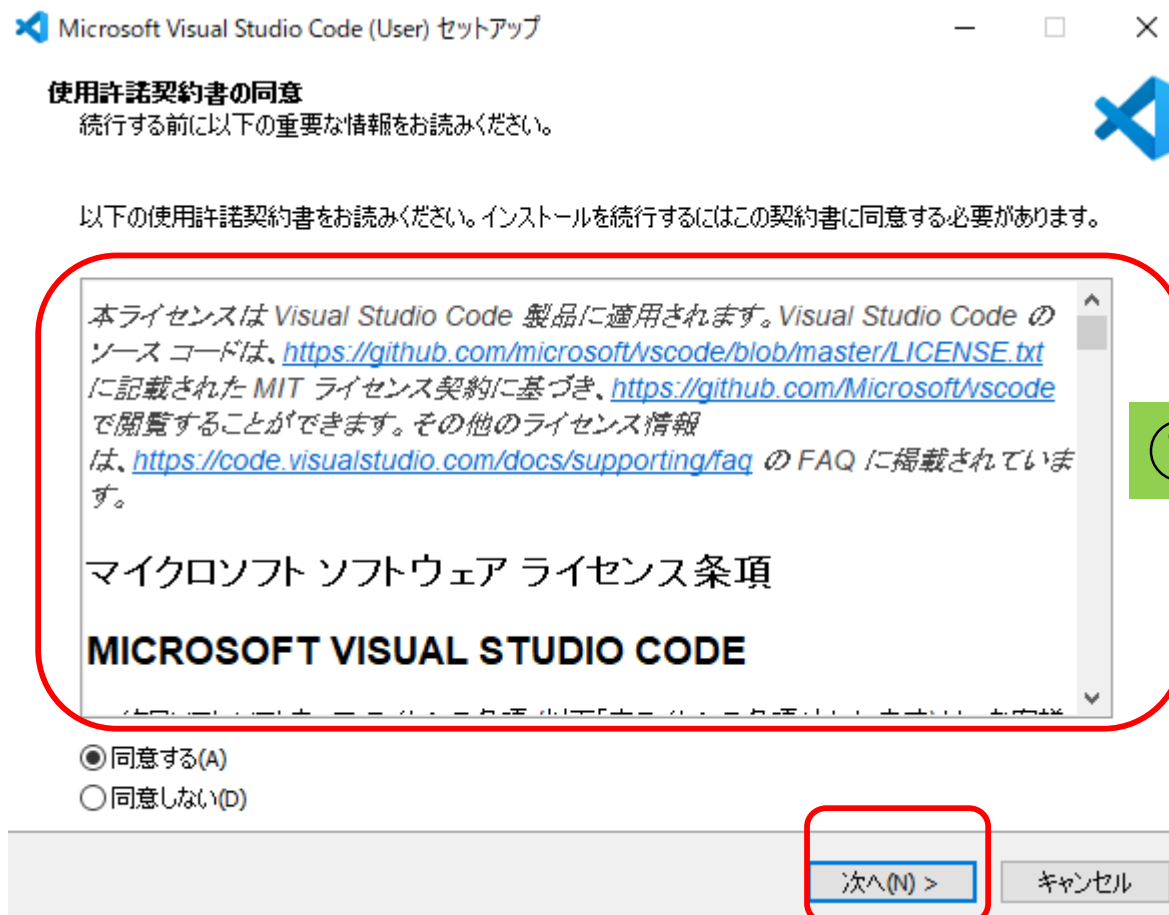 Microsoft Visual Studio Code (User) セットアップ
使用許諾契約書の同意
続行する前に以下の重要な情報をお読みください。
以下の使用許諾契約書をお読みください。インストールを続行するにはこの契約書に同意する必要があります。
本ライセンスは Visual Studio Code 製品に適用されます。Visual Studio Code の
ソース コードは、https://github.com/microsoft/vscode/blob/master/LICENSE.txt
に記載された MIT ライセンス契約に基づき、https://github.com/Microsoft/vscode
で閲覧することができます。その他のライセンス情報
は、https://code.visualstudio.com/docs/supporting/faq の FAQ に掲載されていま
す。
マイクロソフト ソフトウェア ライセンス条項
MICROSOFT VISUAL STUDIO CODE
同意する(A)
同意しない(D)
次へ(N) >
キャンセル